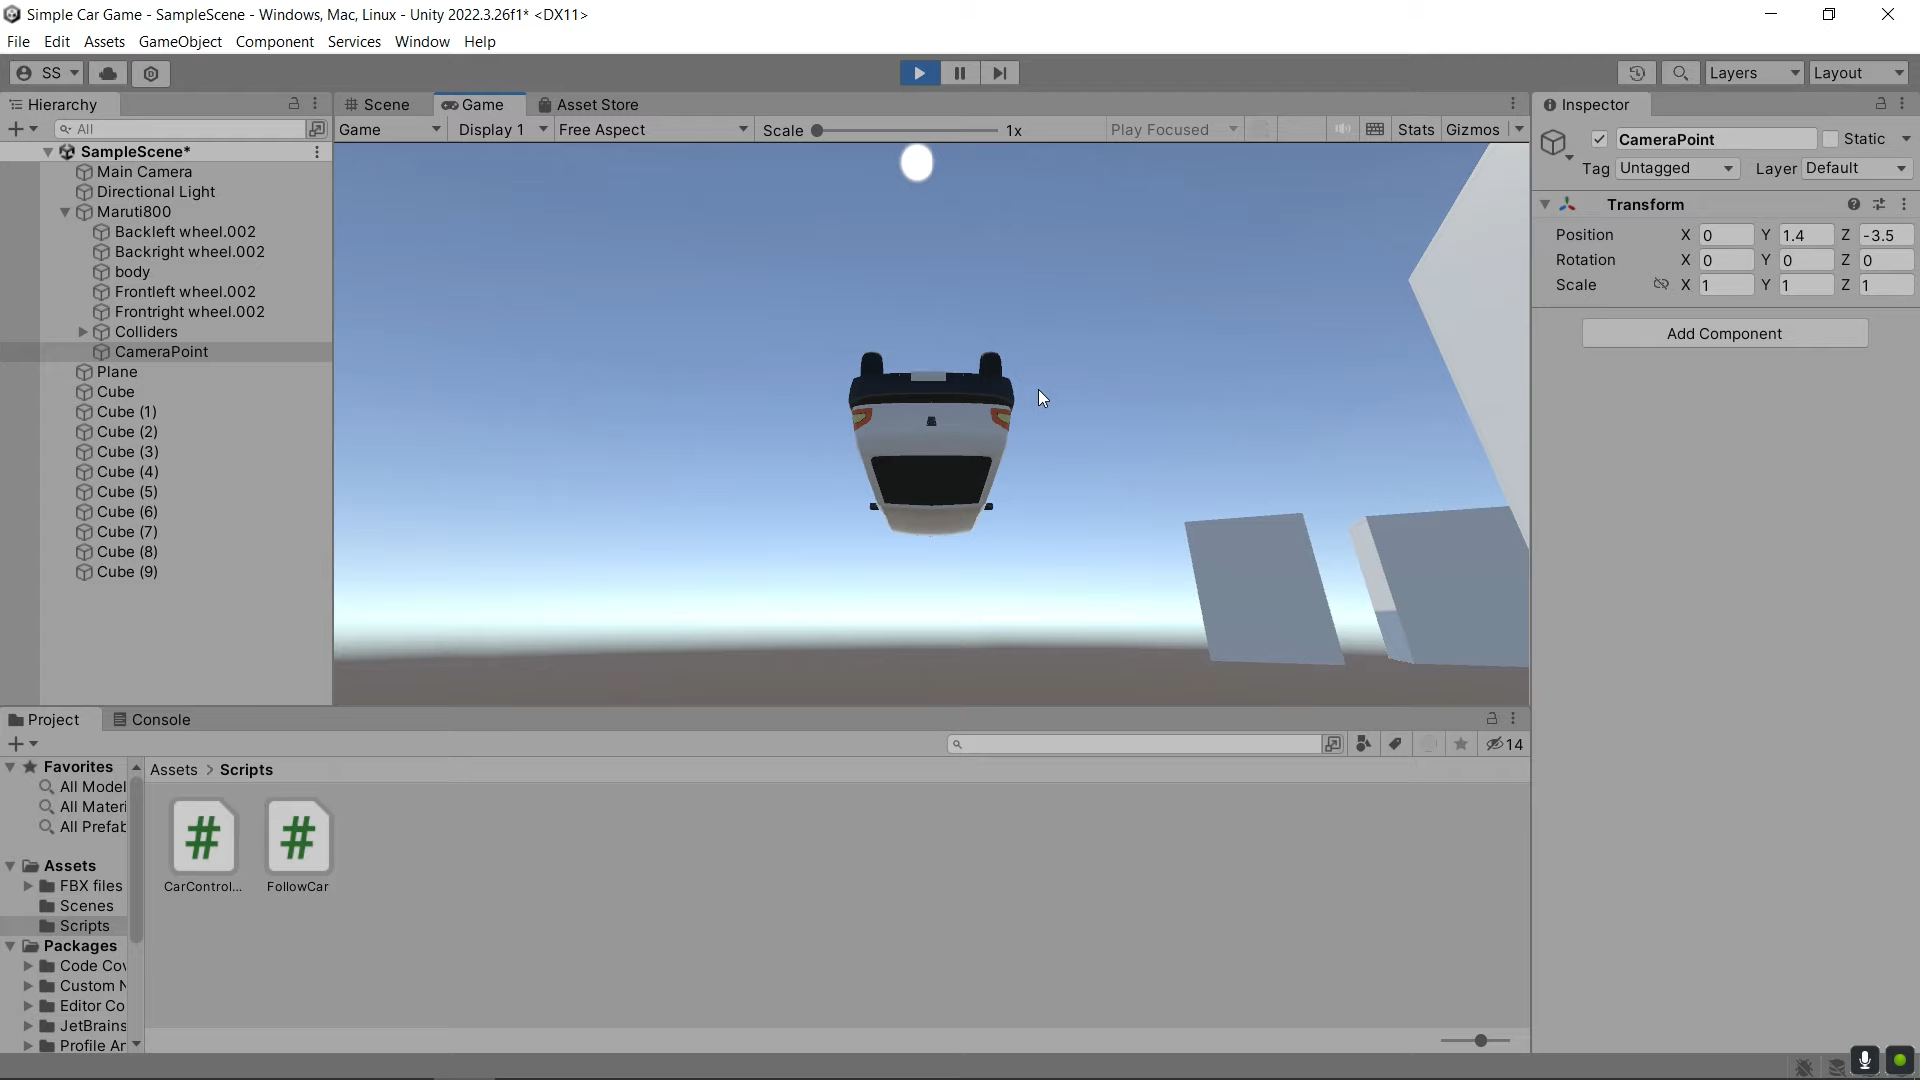 Simple Car Game - SampleScene - Windows, Mac, Linux - Unity 2022.3.26f1* <DX11>
File Edit Assets GameObject Component Services Window Help
SS Layers Layout
Hierarchy Scene Game Asset Store Inspector
All Game Display 1 Free Aspect Scale 1x Play Focused Stats Gizmos
CameraPoint Static
Tag Untagged Layer Default
SampleScene*
Main Camera
Directional Light
Maruti800
Backleft wheel.002
Backright wheel.002
body
Frontleft wheel.002
Frontright wheel.002
Colliders
CameraPoint
Plane
Cube
Cube (1)
Cube (2)
Cube (3)
Cube (4)
Cube (5)
Cube (6)
Cube (7)
Cube (8)
Cube (9)
Transform
Position X 0 Y 1.4 Z -3.5
Rotation X 0 Y 0 Z 0
Scale X 1 Y 1 Z 1
Add Component
Project Console
14
Favorites
All Model
All Materi
All Prefab
Assets
FBX files
Scenes
Scripts
Packages
Code Cov
Custom N
Editor Co
JetBrains
Profile An
Assets > Scripts
CarControl... FollowCar